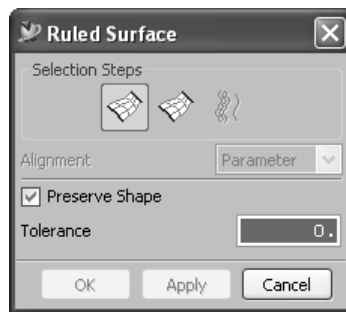 Ruled Surface
Selection Steps
Alignment
Parameter
Preserve Shape
Tolerance
0.
OK
Apply
Cancel